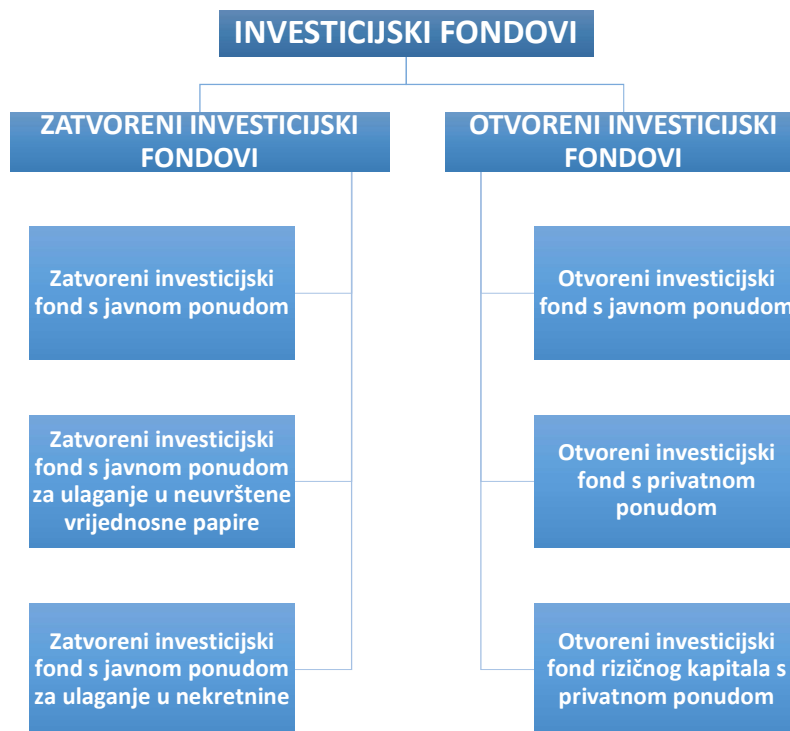 INVESTICIJSKI FONDOVI
ZATVORENI INVESTICIJSKI
FONDOVI
Zatvoreni investicijski
fond s javnom ponudom
Zatvoreni investicijski
fond s javnom ponudom
za ulaganje u neuvrštene
vrijednosne papire
Zatvoreni investicijski
fond s javnom ponudom
za ulaganje u nekretnine
OTVORENI INVESTICIJSKI
FONDOVI
Otvoreni investicijski
fond s javnom ponudom
Otvoreni investicijski
fond s privatnom
ponudom
Otvoreni investicijski
fond rizičnog kapitala s
privatnom ponudom